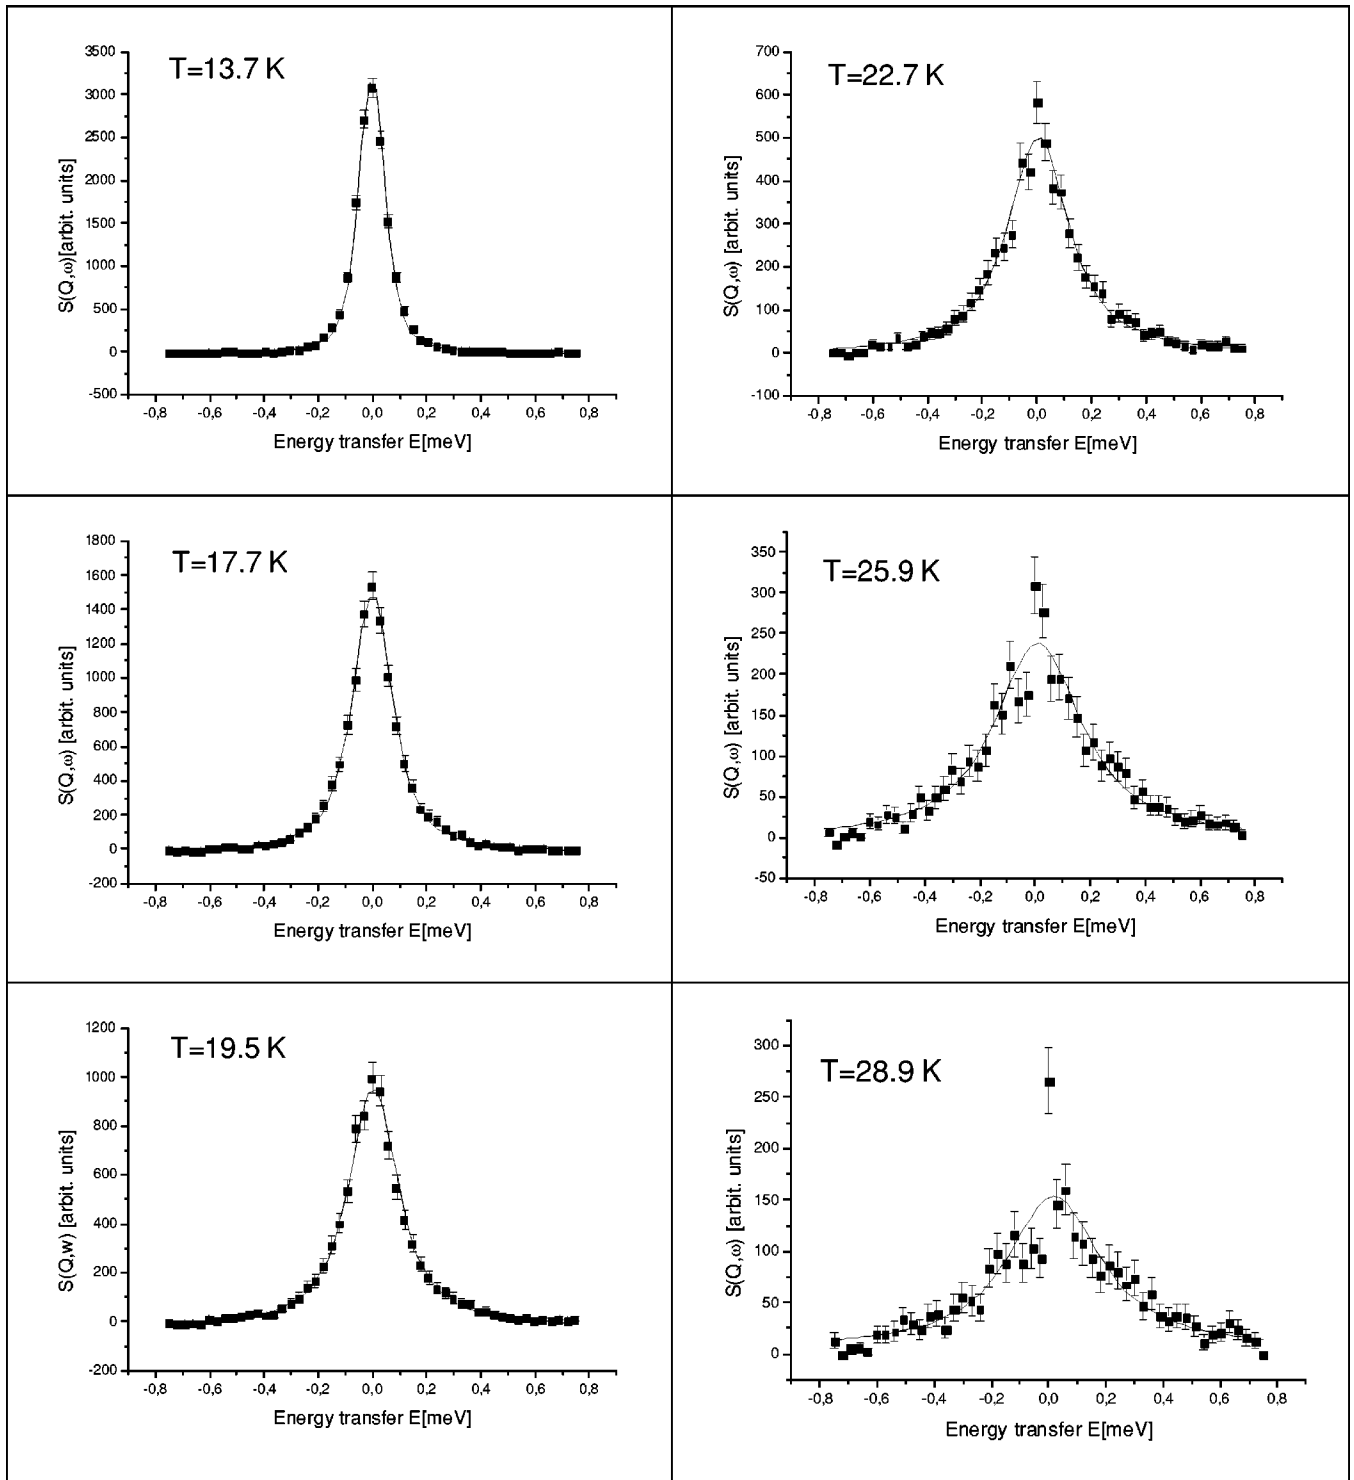 T=13.7 K
3500
3000
2500
2000
1500
1000
500
0
-500
S(Q,ω)[arbit. units]
-0,8 -0,6 -0,4 -0,2 0,0 0,2 0,4 0,6 0,8
Energy transfer E[meV]
T=22.7 K
700
600
500
400
300
200
100
0
-100
S(Q,ω) [arbit. units]
-0,8 -0,6 -0,4 -0,2 0,0 0,2 0,4 0,6 0,8
Energy transfer E[meV]
T=17.7 K
1800
1600
1400
1200
1000
800
600
400
200
0
-200
S(Q,ω) [arbit. units]
-0,8 -0,6 -0,4 -0,2 0,0 0,2 0,4 0,6 0,8
Energy transfer E[meV]
T=25.9 K
350
300
250
200
150
100
50
0
-50
S(Q,ω) [arbit. units]
-0,8 -0,6 -0,4 -0,2 0,0 0,2 0,4 0,6 0,8
Energy transfer E[meV]
T=19.5 K
1200
1000
800
600
400
200
0
-200
S(Q,w) [arbit. units]
-0,8 -0,6 -0,4 -0,2 0,0 0,2 0,4 0,6 0,8
Energy transfer E[meV]
T=28.9 K
300
250
200
150
100
50
0
S(Q,ω) [arbit. units]
-0,8 -0,6 -0,4 -0,2 0,0 0,2 0,4 0,6 0,8
Energy transfer E[meV]